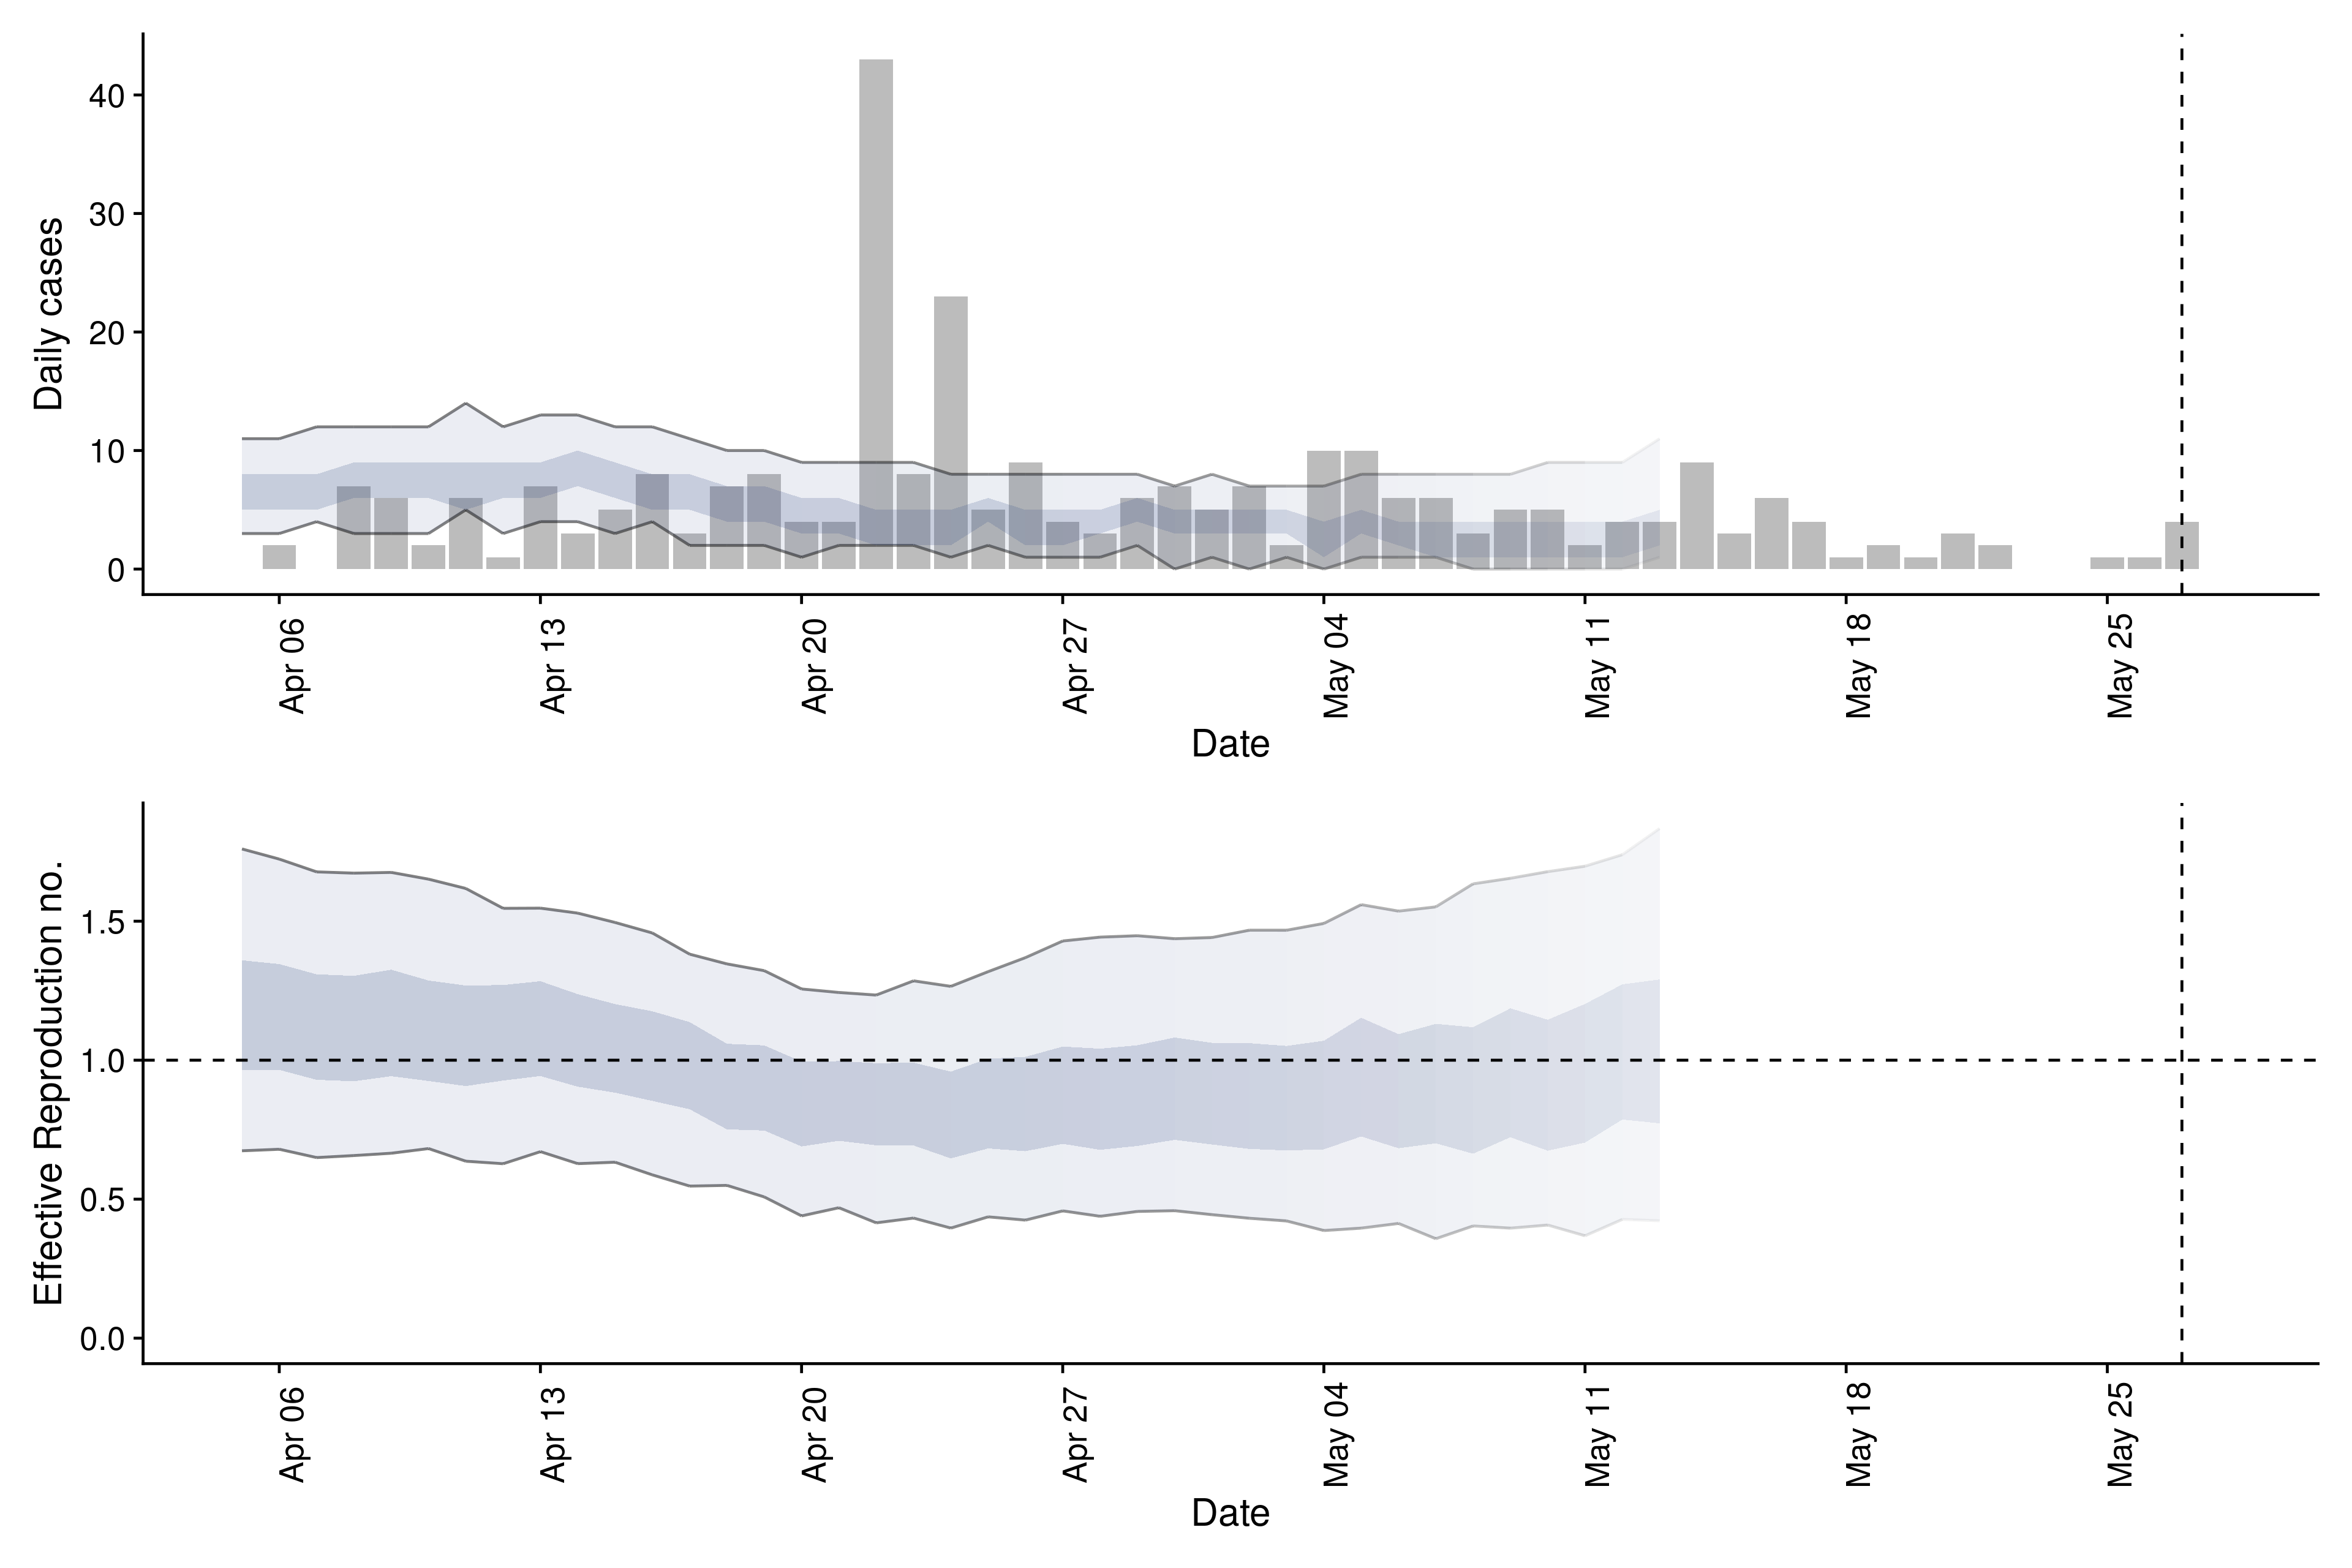 Daily cases
40
30
20
10
0
Apr 06
Apr 13
Apr 20
Apr 27
May 04
May 11
May 18
May 25
Date
Effective Reproduction no.
1.5
1.0
0.5
0.0
Apr 06
Apr 13
Apr 20
Apr 27
May 04
May 11
May 18
May 25
Date